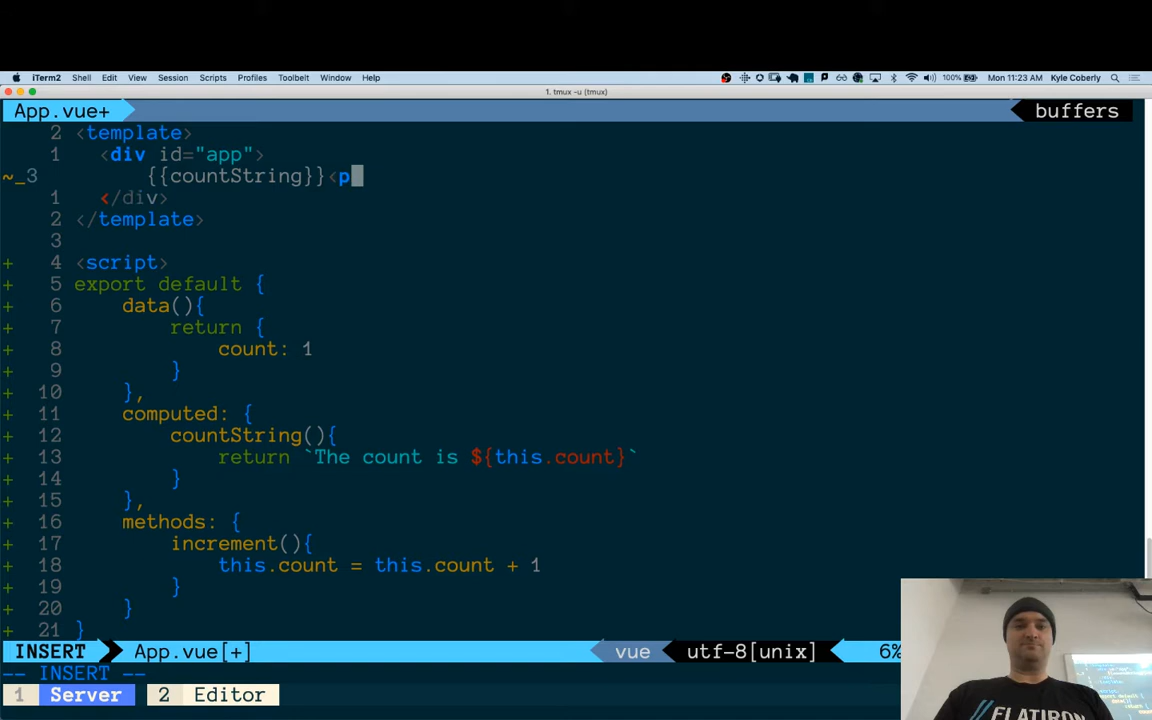 iTerm2 Shell Edit View Session Scripts Profiles Toolbelt Window Help 100% Mon 11:23 AM Kyle Coberly
1. tmux -u (tmux)
App.vue+ buffers
2 <template>
1 <div id="app">
~_3 {{countString}}<p
1 </div>
2 </template>
3
+ 4 <script>
+ 5 export default {
+ 6 data(){
+ 7 return {
+ 8 count: 1
+ 9 }
+ 10 },
+ 11 computed: {
+ 12 countString(){
+ 13 return `The count is ${this.count}`
+ 14 }
+ 15 },
+ 16 methods: {
+ 17 increment(){
+ 18 this.count = this.count + 1
+ 19 }
+ 20 }
+ 21 }
INSERT App.vue[+] vue utf-8[unix] 6%
-- INSERT --
1 Server 2 Editor
FLATIRON